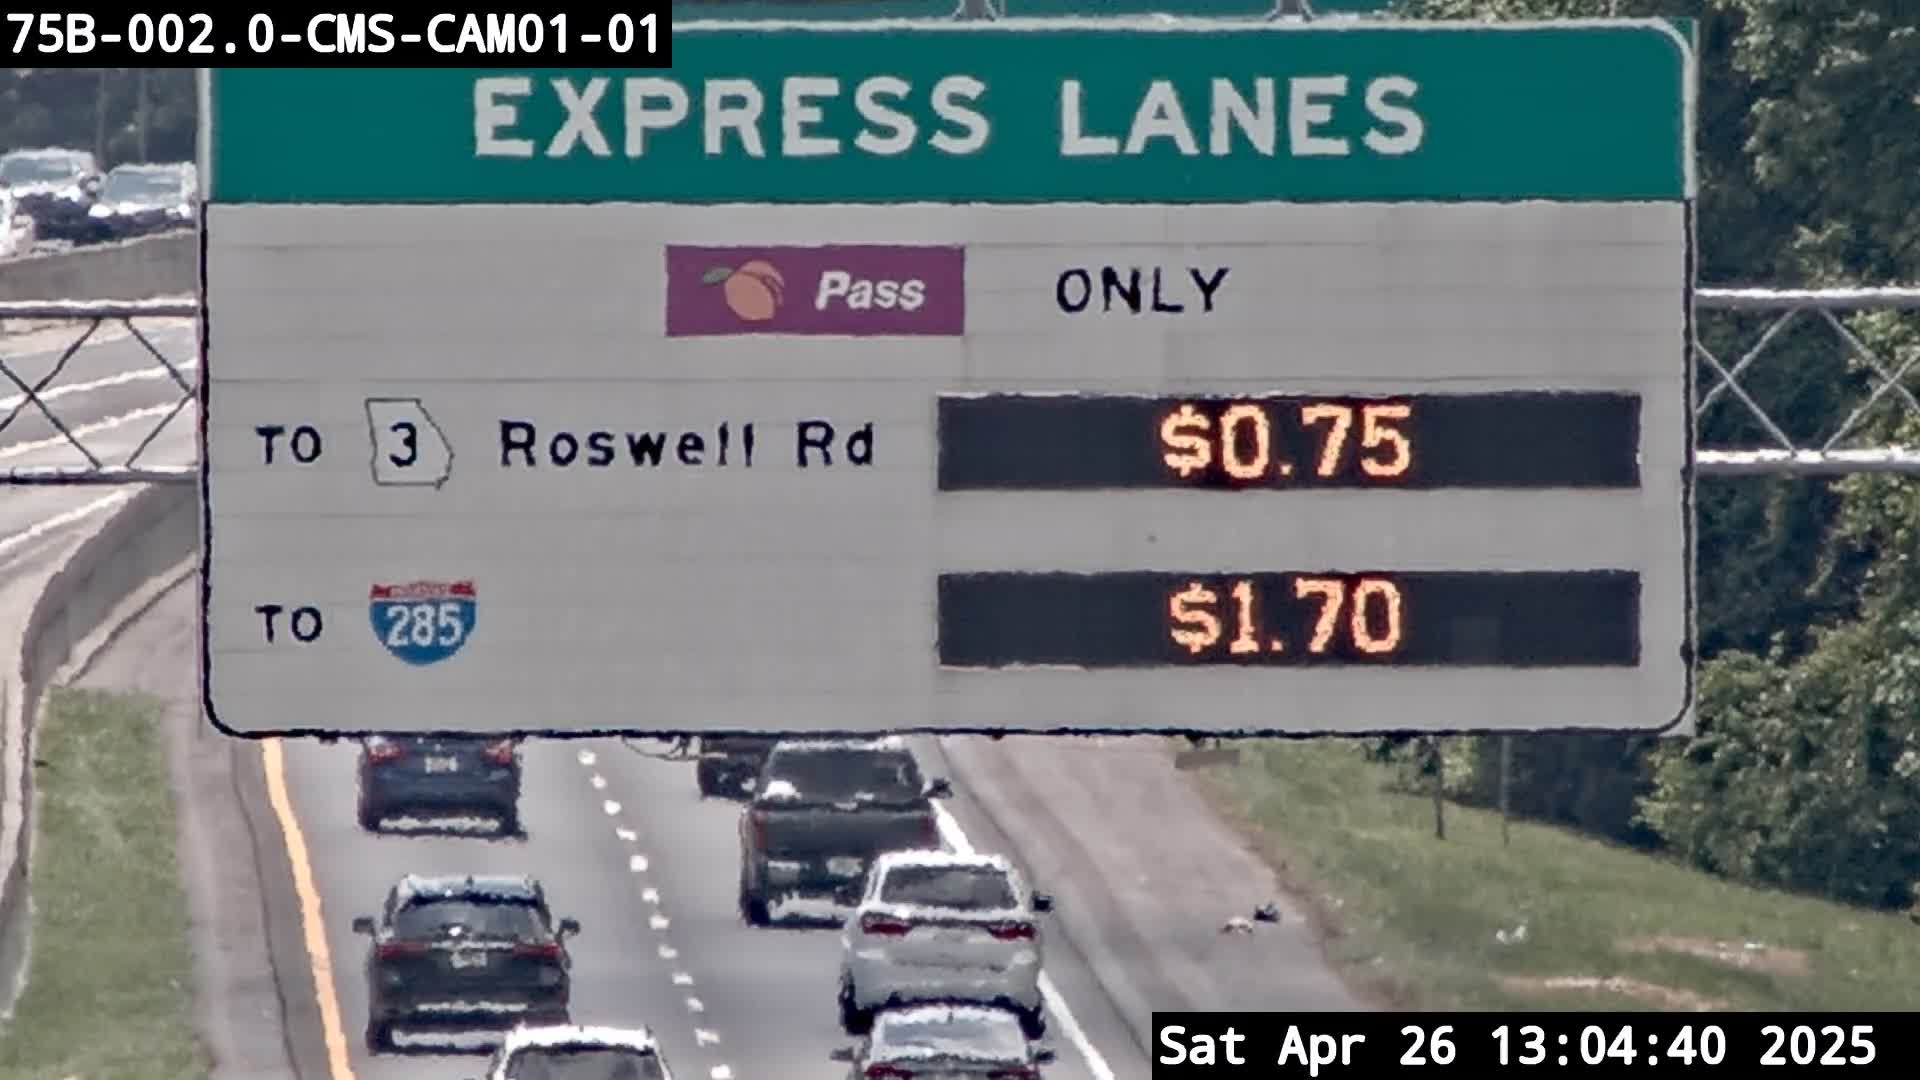 75B-002.0-CMS-CAM01-01
EXPRESS LANES
Pass ONLY
TO 3 Roswell Rd $0.75
TO 285 $1.70
Sat Apr 26 13:04:40 2025